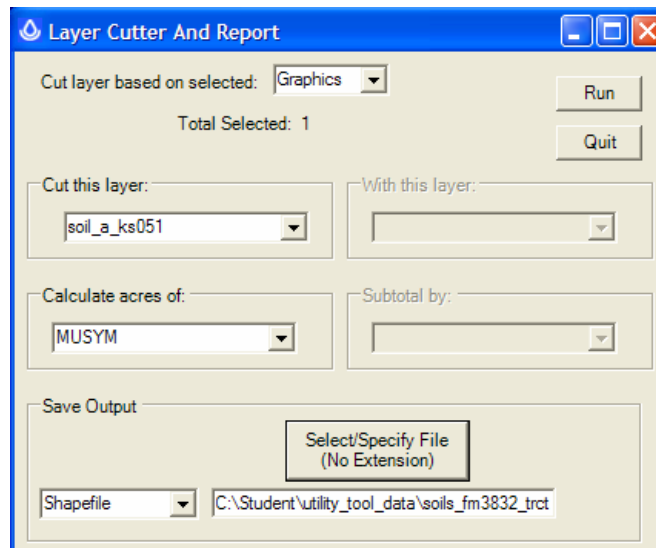 Layer Cutter And Report
Cut layer based on selected: Graphics
Run
Total Selected: 1
Quit
Cut this layer:
With this layer:
soil_a_ks051
Calculate acres of:
Subtotal by:
MUSYM
Save Output
Select/Specify File
(No Extension)
Shapefile
C:\Student\utility_tool_data\soils_fm3832_trct